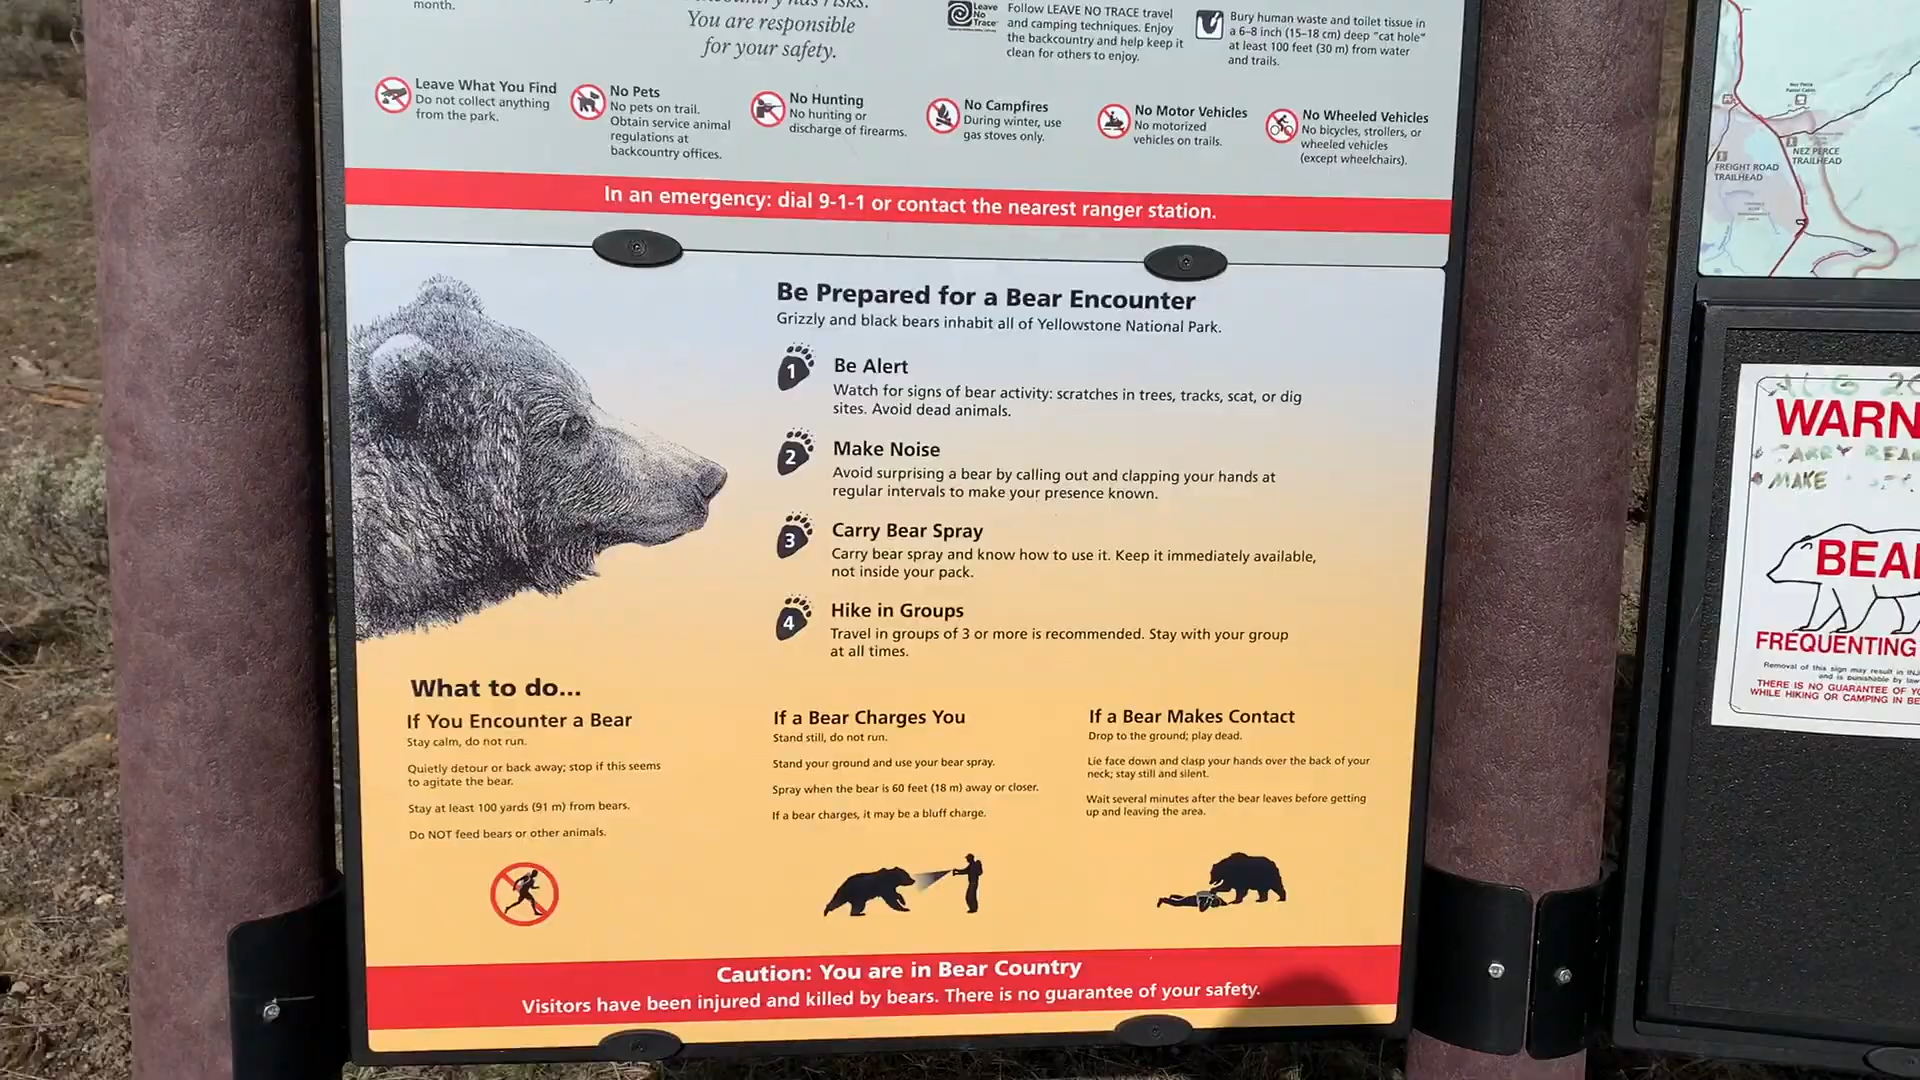 month.
You are responsible
for your safety.
Leave
No
Trace
Follow LEAVE NO TRACE travel
and camping techniques. Enjoy
the backcountry and help keep it
clean for others to enjoy.
Bury human waste and toilet tissue in
a 6–8 inch (15–18 cm) deep "cat hole"
at least 100 feet (30 m) from water
and trails.
Leave What You Find
Do not collect anything
from the park.
No Pets
No pets on trail.
Obtain service animal
regulations at
backcountry offices.
No Hunting
No hunting or
discharge of firearms.
No Campfires
During winter, use
gas stoves only.
No Motor Vehicles
No motorized
vehicles on trails.
No Wheeled Vehicles
No bicycles, strollers, or
wheeled vehicles
(except wheelchairs).
In an emergency: dial 9-1-1 or contact the nearest ranger station.
Be Prepared for a Bear Encounter
Grizzly and black bears inhabit all of Yellowstone National Park.
1
Be Alert
Watch for signs of bear activity: scratches in trees, tracks, scat, or dig
sites. Avoid dead animals.
2
Make Noise
Avoid surprising a bear by calling out and clapping your hands at
regular intervals to make your presence known.
3
Carry Bear Spray
Carry bear spray and know how to use it. Keep it immediately available,
not inside your pack.
4
Hike in Groups
Travel in groups of 3 or more is recommended. Stay with your group
at all times.
What to do...
If You Encounter a Bear
Stay calm, do not run.
Quietly detour or back away; stop if this seems
to agitate the bear.
Stay at least 100 yards (91 m) from bears.
Do NOT feed bears or other animals.
If a Bear Charges You
Stand still, do not run.
Stand your ground and use your bear spray.
Spray when the bear is 60 feet (18 m) away or closer.
If a bear charges, it may be a bluff charge.
If a Bear Makes Contact
Drop to the ground; play dead.
Lie face down and clasp your hands over the back of your
neck; stay still and silent.
Wait several minutes after the bear leaves before getting
up and leaving the area.
Caution: You are in Bear Country
Visitors have been injured and killed by bears. There is no guarantee of your safety.
NEZ PERCE
TRAILHEAD
FREIGHT ROAD
TRAILHEAD
WARN
CARRY BEAR
MAKE
BEA
FREQUENTING
Removal of this sign may result in INJ
and is punishable by law
THERE IS NO GUARANTEE OF YO
WHILE HIKING OR CAMPING IN BE